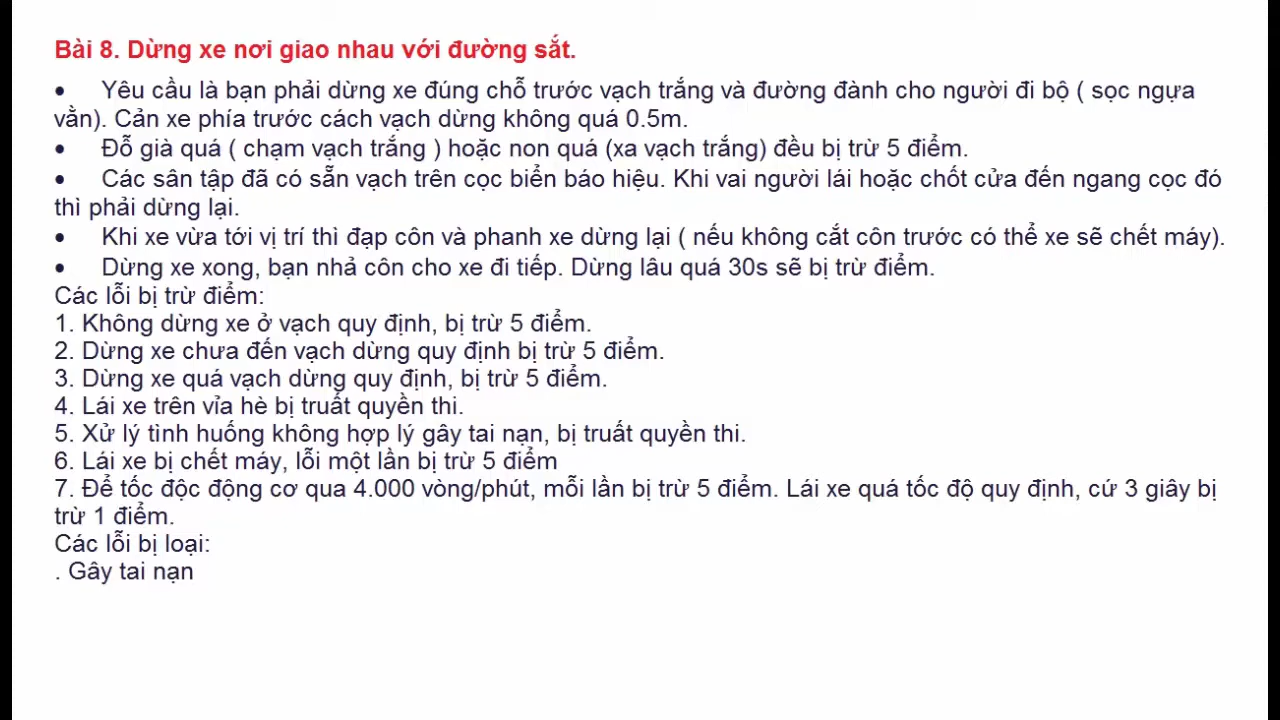 Bài 8. Dừng xe nơi giao nhau với đường sắt.
• Yêu cầu là bạn phải dừng xe đúng chỗ trước vạch trắng và đường đành cho người đi bộ ( sọc ngựa
vằn). Cản xe phía trước cách vạch dừng không quá 0.5m.
• Đỗ già quá ( chạm vạch trắng ) hoặc non quá (xa vạch trắng) đều bị trừ 5 điểm.
• Các sân tập đã có sẵn vạch trên cọc biển báo hiệu. Khi vai người lái hoặc chốt cửa đến ngang cọc đó
thì phải dừng lại.
• Khi xe vừa tới vị trí thì đạp côn và phanh xe dừng lại ( nếu không cắt côn trước có thể xe sẽ chết máy).
• Dừng xe xong, bạn nhả côn cho xe đi tiếp. Dừng lâu quá 30s sẽ bị trừ điểm.
Các lỗi bị trừ điểm:
1. Không dừng xe ở vạch quy định, bị trừ 5 điểm.
2. Dừng xe chưa đến vạch dừng quy định bị trừ 5 điểm.
3. Dừng xe quá vạch dừng quy định, bị trừ 5 điểm.
4. Lái xe trên vỉa hè bị truất quyền thi.
5. Xử lý tình huống không hợp lý gây tai nạn, bị truất quyền thi.
6. Lái xe bị chết máy, lỗi một lần bị trừ 5 điểm
7. Để tốc độc động cơ qua 4.000 vòng/phút, mỗi lần bị trừ 5 điểm. Lái xe quá tốc độ quy định, cứ 3 giây bị
trừ 1 điểm.
Các lỗi bị loại:
. Gây tai nạn